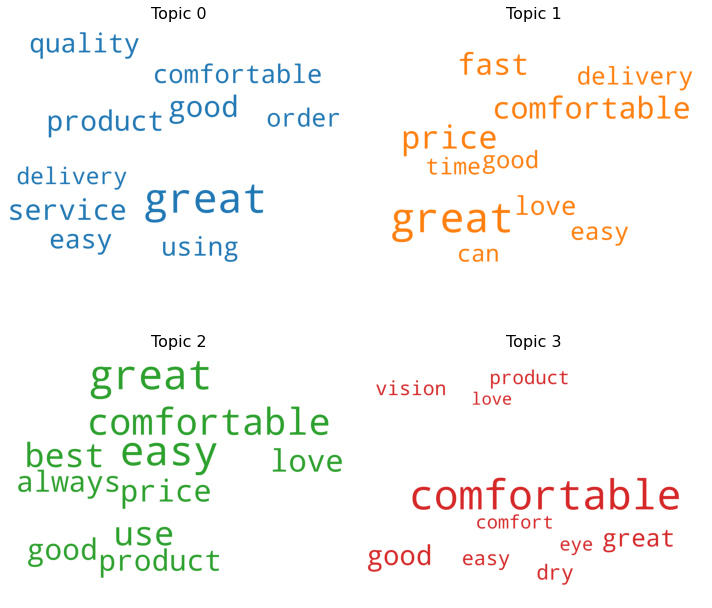 Topic 0
quality
comfortable
good
product
order
delivery
great
service
easy
using
Topic 1
fast
delivery
comfortable
price
good
time
love
great
easy
can
Topic 2
great
comfortable
easy
best
love
always
price
use
good
product
Topic 3
product
vision
love
comfortable
comfort
great
eye
good
easy
dry